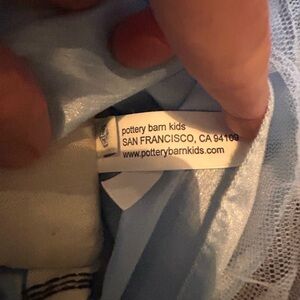 pottery barn kids
SAN FRANCISCO, CA 94109
www.potterybarnkids.com